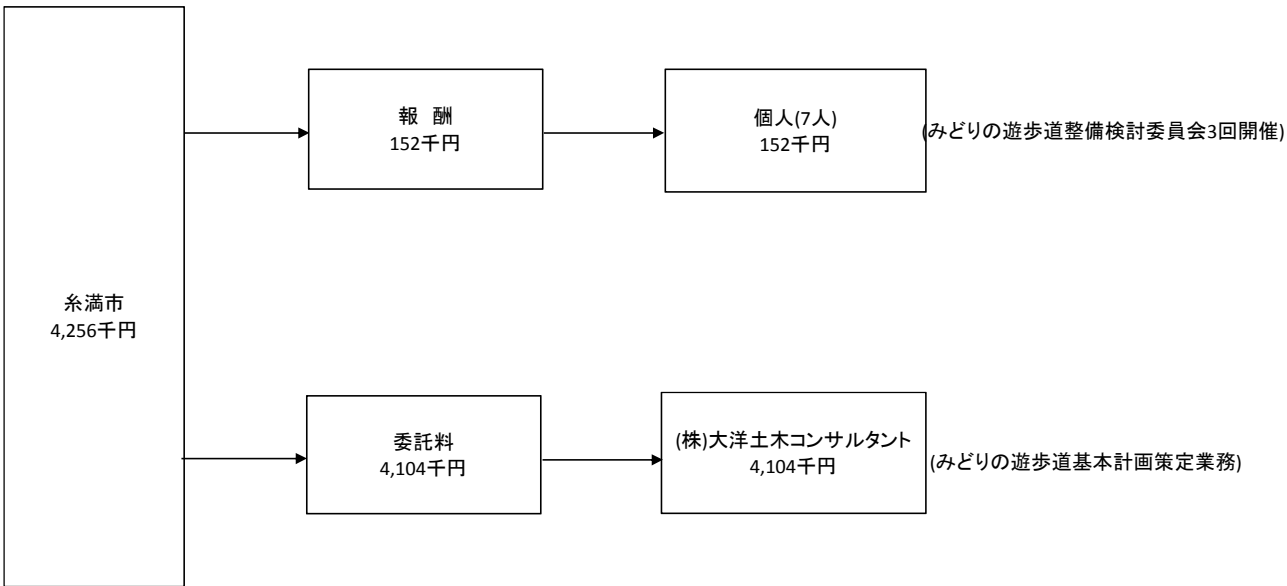 報　酬
152千円
個人(7人)
152千円
(みどりの遊歩道整備検討委員会3回開催)
糸満市
4,256千円
委託料
4,104千円
(株)大洋土木コンサルタント
4,104千円
(みどりの遊歩道基本計画策定業務)